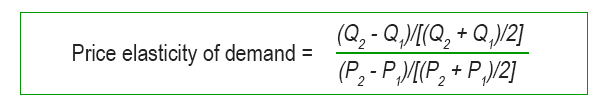 Price elasticity of demand = (Q₂ - Q₁)/[(Q₂ + Q₁)/2]
(P₂ - P₁)/[(P₂ + P₁)/2]